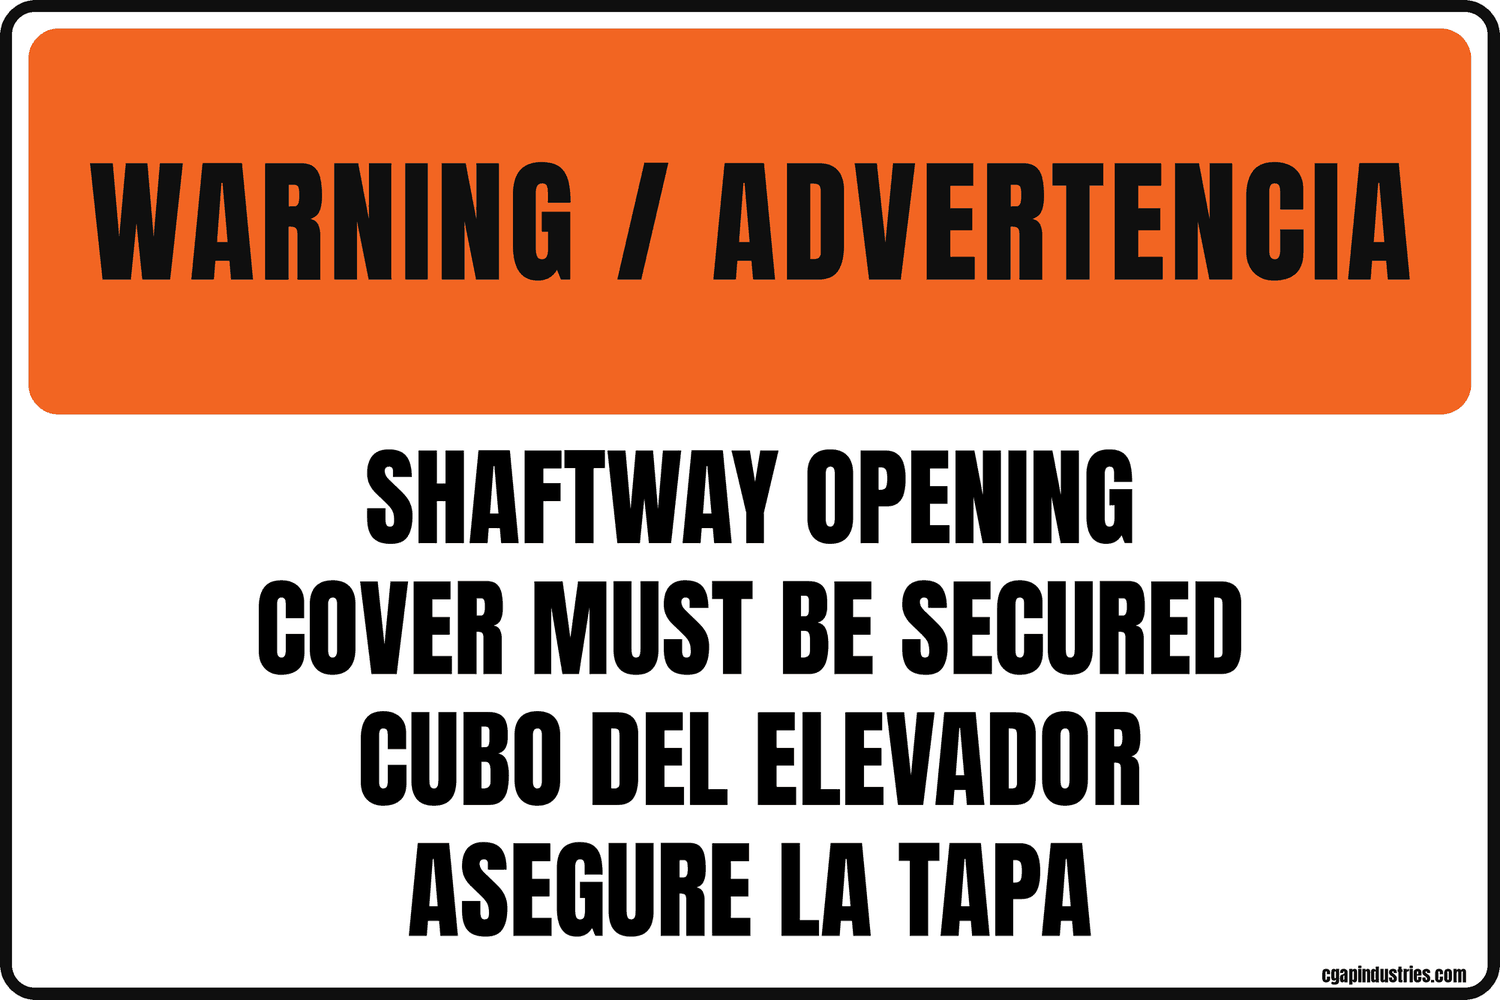 WARNING / ADVERTENCIA
SHAFTWAY OPENING
COVER MUST BE SECURED
CUBO DEL ELEVADOR
ASEGURE LA TAPA
cgapindustries.com